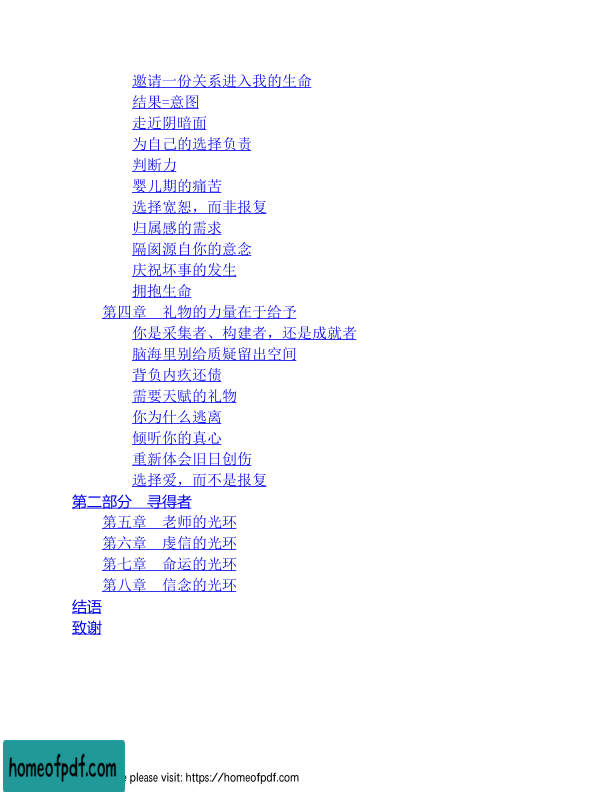 邀请一份关系进入我的生命
结果=意图
走近阴暗面
为自己的选择负责
判断力
婴儿期的痛苦
选择宽恕，而非报复
归属感的需求
隔阂源自你的意念
庆祝坏事的发生
拥抱生命
第四章　礼物的力量在于给予
你是采集者、构建者，还是成就者
脑海里别给质疑留出空间
背负内疚还债
需要天赋的礼物
你为什么逃离
倾听你的真心
重新体会旧日创伤
选择爱，而不是报复
第二部分　寻得者
第五章　老师的光环
第六章　虔信的光环
第七章　命运的光环
第八章　信念的光环
结语
致谢
homeofpdf.com
e please visit: https://homeofpdf.com